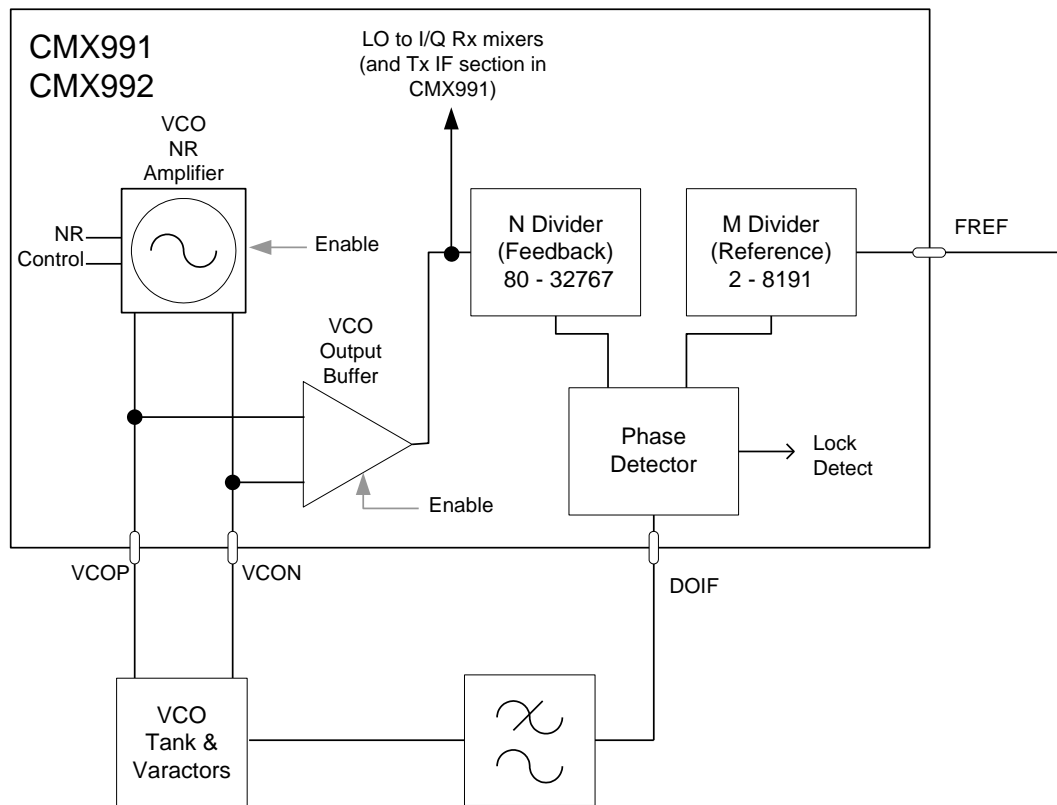 CMX991
CMX992
LO to I/Q Rx mixers
(and Tx IF section in
CMX991)
VCO
NR
Amplifier
NR
Control
Enable
N Divider
(Feedback)
80 - 32767
M Divider
(Reference)
2 - 8191
FREF
VCO
Output
Buffer
Phase
Detector
Lock
Detect
Enable
VCOP
VCON
DOIF
VCO
Tank &
Varactors